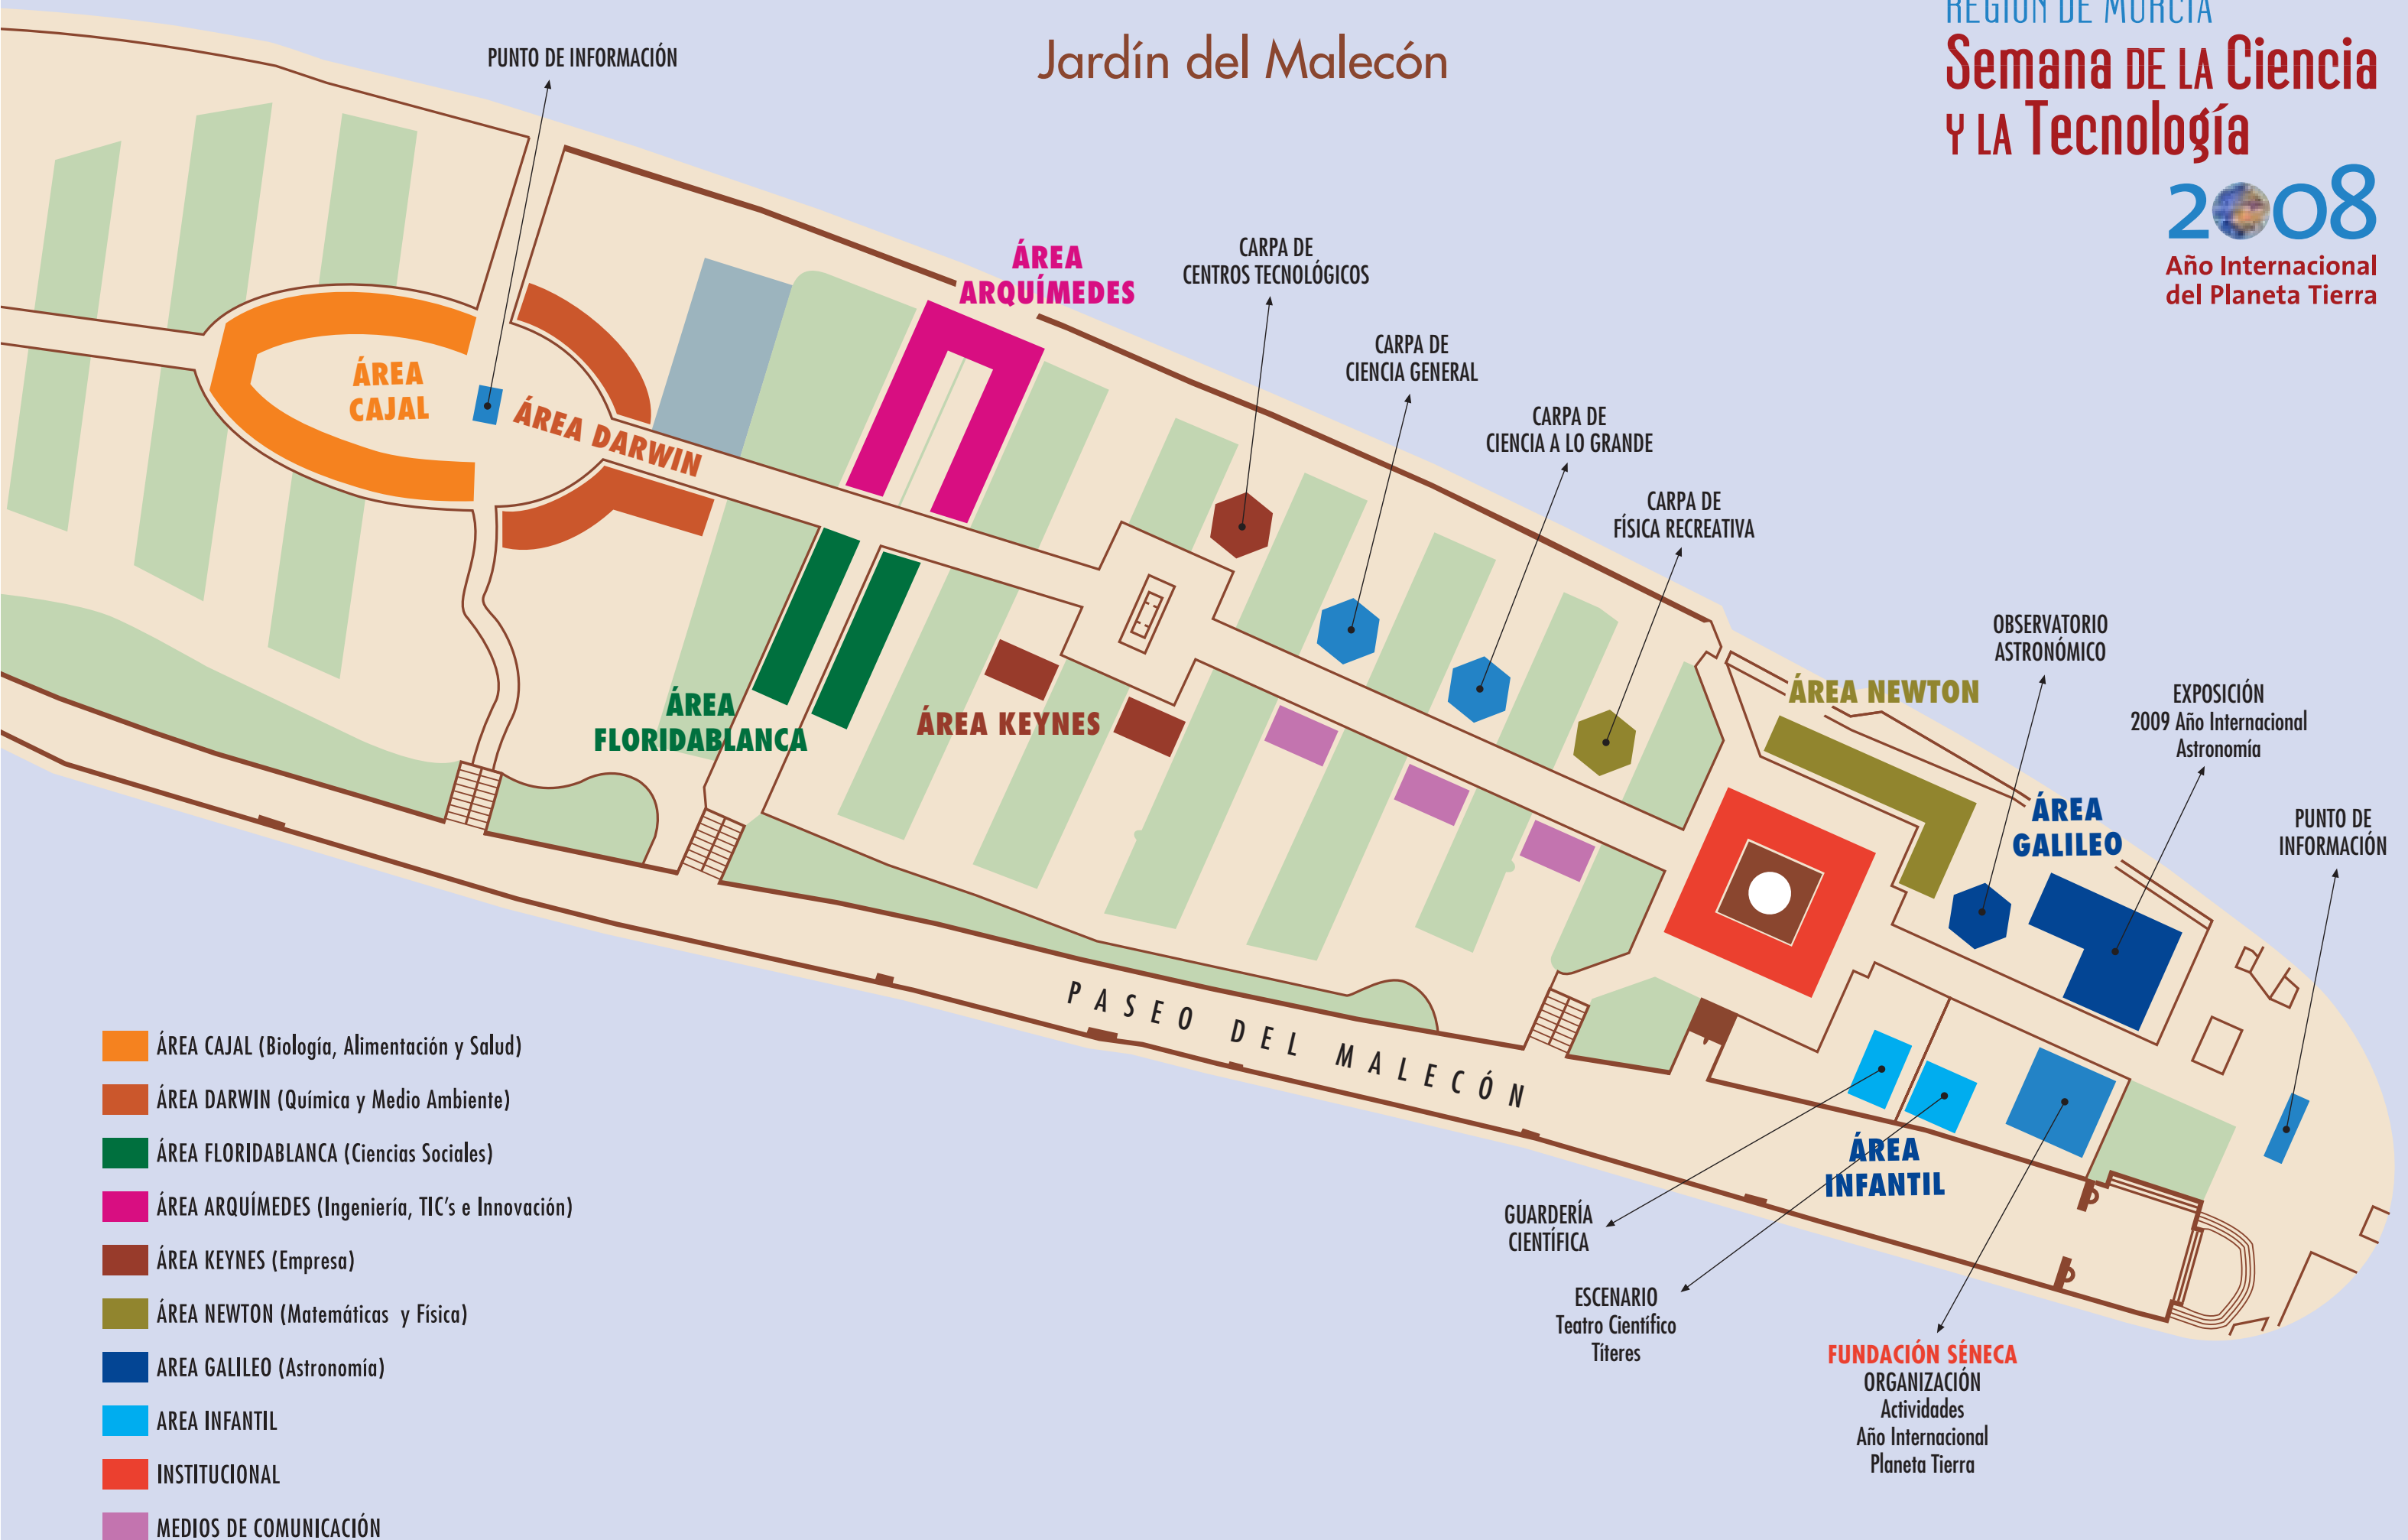 REGIÓN DE MURCIA
Semana DE LA Ciencia
Y LA Tecnología
2008
Año Internacional
del Planeta Tierra
Jardín del Malecón
PUNTO DE INFORMACIÓN
ÁREA
ARQUÍMEDES
CARPA DE
CENTROS TECNOLÓGICOS
CARPA DE
CIENCIA GENERAL
CARPA DE
CIENCIA A LO GRANDE
CARPA DE
FÍSICA RECREATIVA
ÁREA
CAJAL
ÁREA DARWIN
ÁREA
FLORIDABLANCA
ÁREA KEYNES
ÁREA NEWTON
OBSERVATORIO
ASTRONÓMICO
EXPOSICIÓN
2009 Año Internacional
Astronomía
ÁREA
GALILEO
PUNTO DE
INFORMACIÓN
PASEO DEL MALECÓN
ÁREA
INFANTIL
GUARDERÍA
CIENTÍFICA
ESCENARIO
Teatro Científico
Títeres
FUNDACIÓN SÉNECA
ORGANIZACIÓN
Actividades
Año Internacional
Planeta Tierra
ÁREA CAJAL (Biología, Alimentación y Salud)
ÁREA DARWIN (Química y Medio Ambiente)
ÁREA FLORIDABLANCA (Ciencias Sociales)
ÁREA ARQUÍMEDES (Ingeniería, TIC's e Innovación)
ÁREA KEYNES (Empresa)
ÁREA NEWTON (Matemáticas y Física)
AREA GALILEO (Astronomía)
AREA INFANTIL
INSTITUCIONAL
MEDIOS DE COMUNICACIÓN